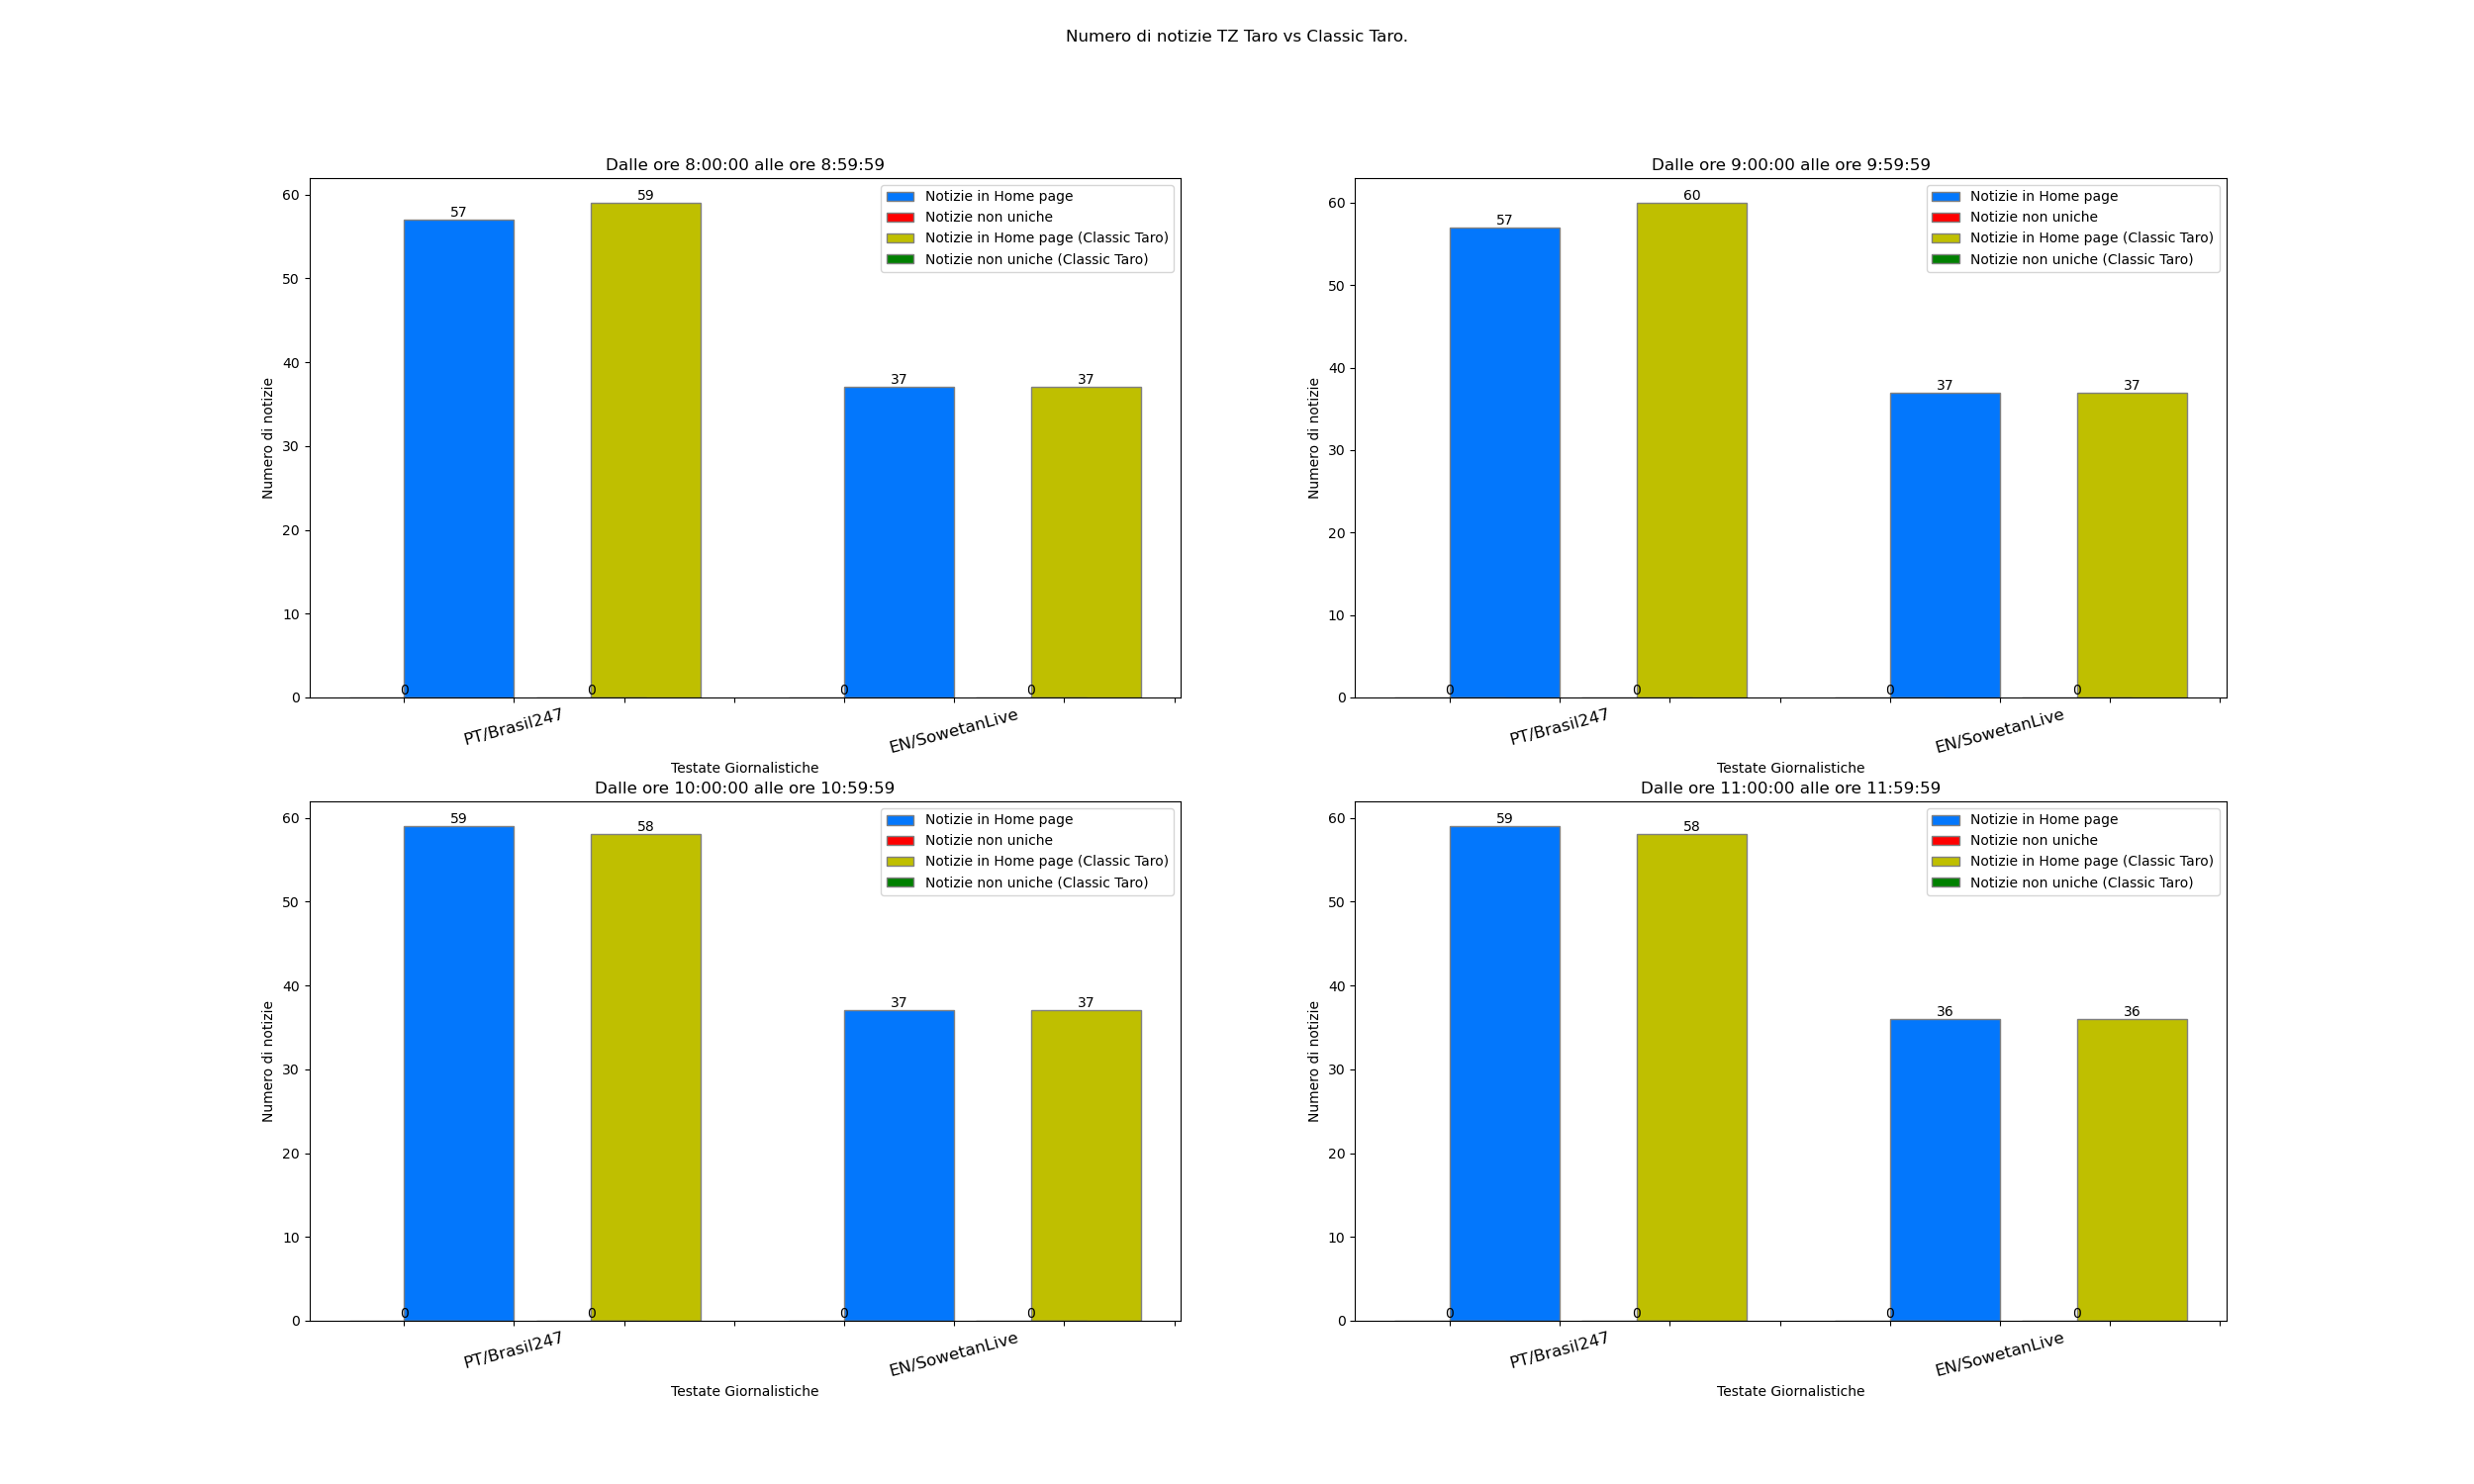 Numero di notizie TZ Taro vs Classic Taro.
Dalle ore 8:00:00 alle ore 8:59:59
Numero di notizie
60
50
40
30
20
10
0
57
59
37
37
0
0
0
0
Notizie in Home page
Notizie non uniche
Notizie in Home page (Classic Taro)
Notizie non uniche (Classic Taro)
PT/Brasil247
EN/SowetanLive
Testate Giornalistiche
Dalle ore 9:00:00 alle ore 9:59:59
Numero di notizie
60
50
40
30
20
10
0
57
60
37
37
0
0
0
0
Notizie in Home page
Notizie non uniche
Notizie in Home page (Classic Taro)
Notizie non uniche (Classic Taro)
PT/Brasil247
EN/SowetanLive
Testate Giornalistiche
Dalle ore 10:00:00 alle ore 10:59:59
Numero di notizie
60
50
40
30
20
10
0
59
58
37
37
0
0
0
0
Notizie in Home page
Notizie non uniche
Notizie in Home page (Classic Taro)
Notizie non uniche (Classic Taro)
PT/Brasil247
EN/SowetanLive
Testate Giornalistiche
Dalle ore 11:00:00 alle ore 11:59:59
Numero di notizie
60
50
40
30
20
10
0
59
58
36
36
0
0
0
0
Notizie in Home page
Notizie non uniche
Notizie in Home page (Classic Taro)
Notizie non uniche (Classic Taro)
PT/Brasil247
EN/SowetanLive
Testate Giornalistiche